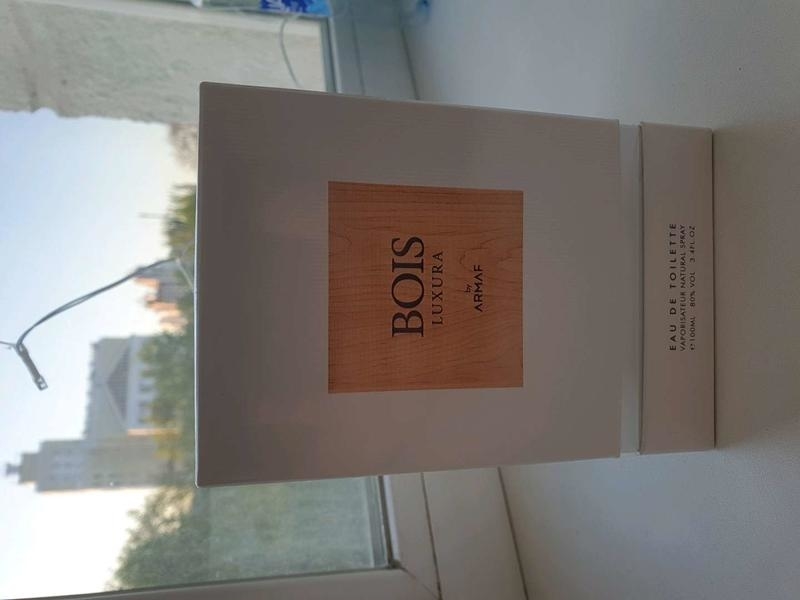 BOIS
LUXURA
by
ARMAF
EAU DE TOILETTE
VAPORISATEUR NATURAL SPRAY
℮100ML 80% VOL 3.4FL.OZ